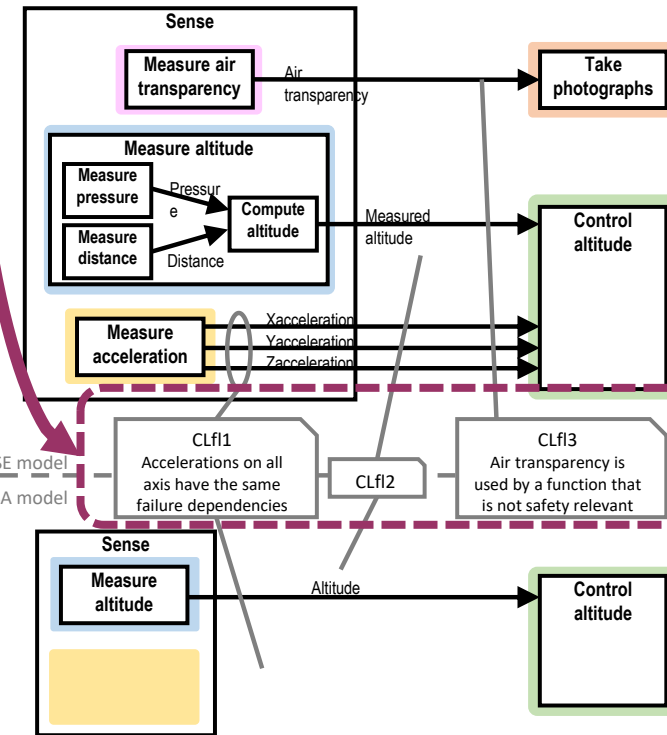 Sense
Measure air
transparency
Air
transparency
Take
photographs
Measure altitude
Measure
pressure
Pressur
e
Compute
altitude
Measured
altitude
Control
altitude
Measure
distance
Distance
Measure
acceleration
Xacceleration
Yacceleration
Zacceleration
CLfl1
Accelerations on all
axis have the same
failure dependencies
CLfl2
CLfl3
Air transparency is
used by a function that
is not safety relevant
SE model
A model
Sense
Measure
altitude
Altitude
Control
altitude